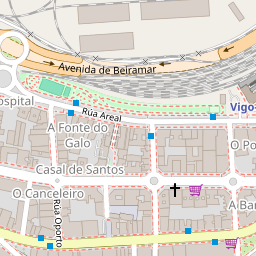 Avenida de Beiramar
ospital
Rúa Areal
Vigo-
A Fonte do
Galo
O Po
Casal de Santos
O Canceleiro
A Bar
Rúa Oporto